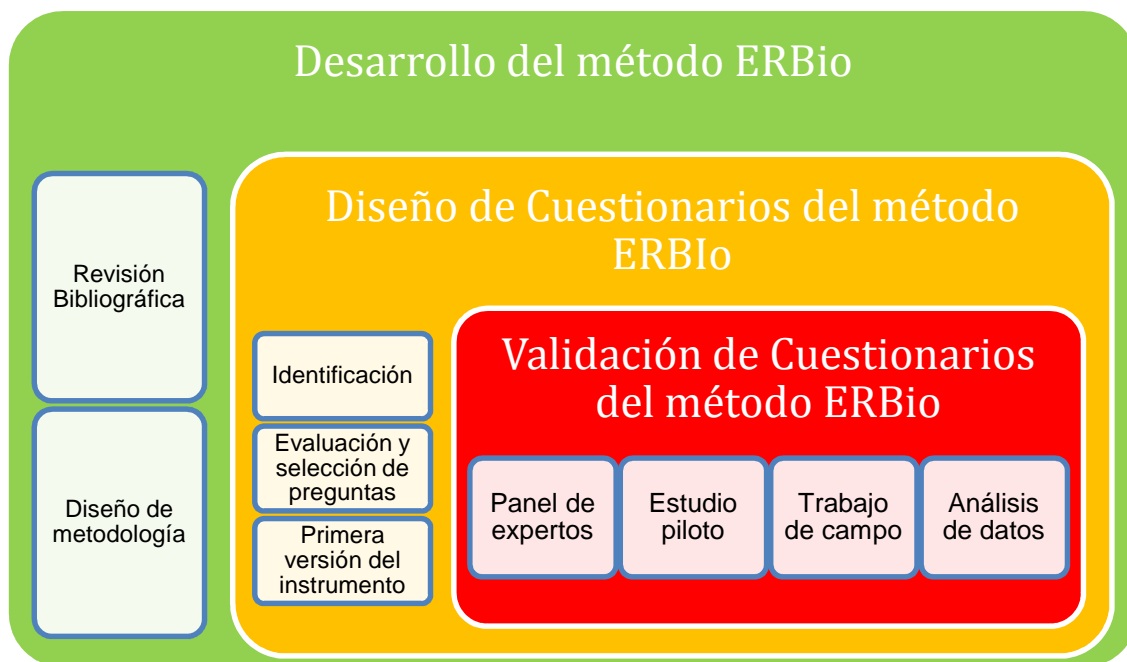 Desarrollo del método ERBio
Revisión
Bibliográfica
Diseño de
metodología
Diseño de Cuestionarios del método
ERBIo
Identificación
Evaluación y
selección de
preguntas
Primera
versión del
instrumento
Validación de Cuestionarios
del método ERBio
Panel de
expertos
Estudio
piloto
Trabajo
de campo
Análisis
de datos